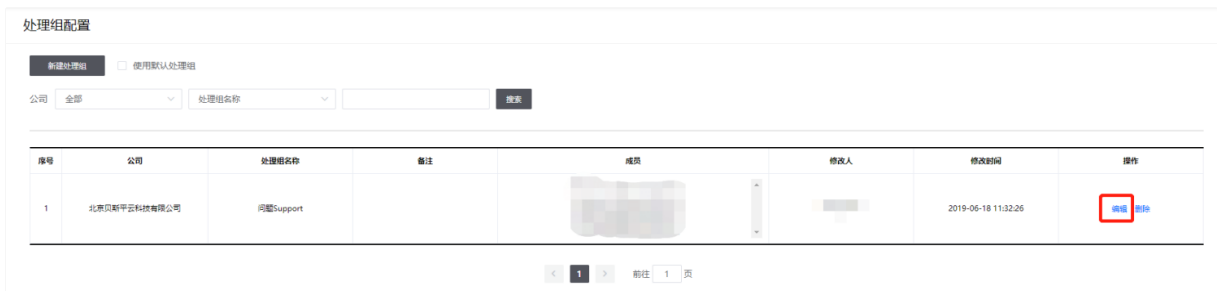 处理组配置
新建处理组 使用默认处理组
公司 全部 处理组名称 搜索
序号 公司 处理组名称 备注 成员 修改人 修改时间 操作
1 北京贝斯平云科技有限公司 问题Support 2019-06-18 11:32:26 编辑 删除
< 1 > 前往 1 页